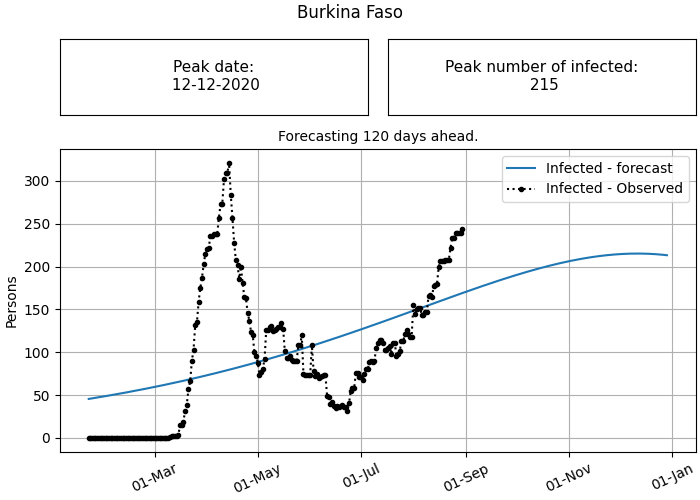 Burkina Faso
Peak date:
12-12-2020
Peak number of infected:
215
Forecasting 120 days ahead.
Infected - forecast
Infected - Observed
Persons
300
250
200
150
100
50
0
01-Mar
01-May
01-Jul
01-Sep
01-Nov
01-Jan